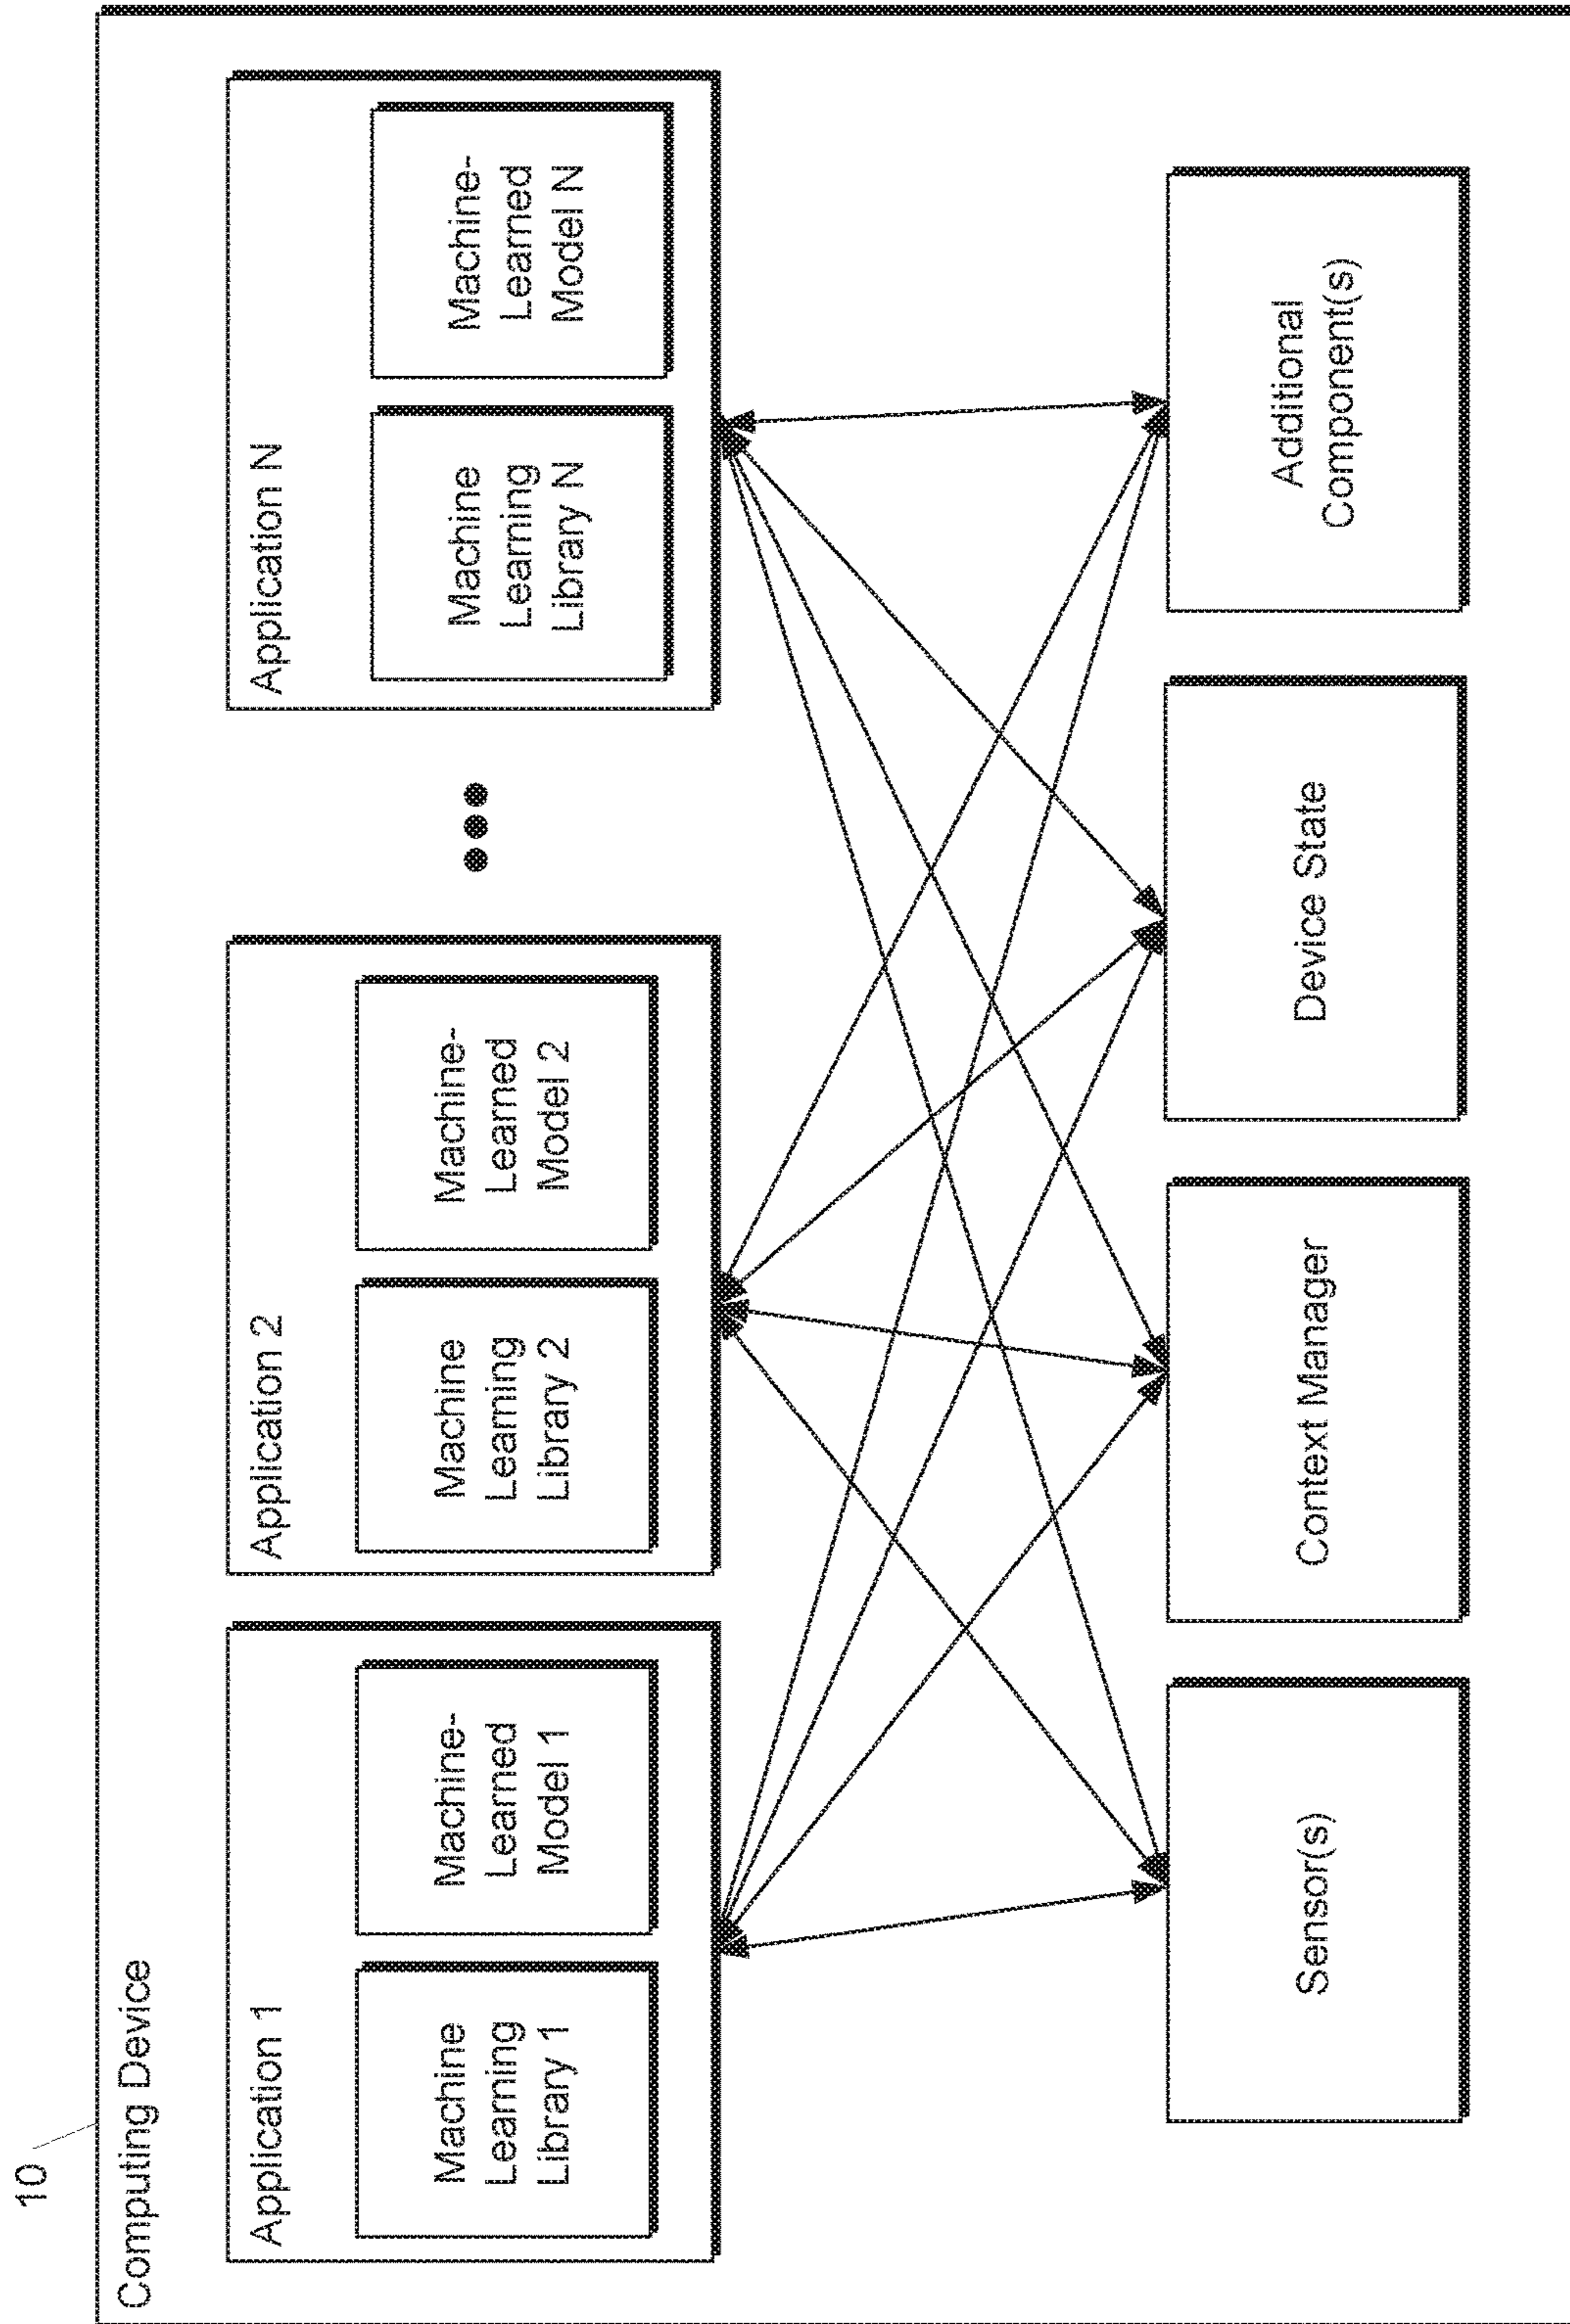 10
Computing Device
Application 1
Machine
Learning
Library 1
Machine-
Learned
Model 1
Application 2
Machine
Learning
Library 2
Machine-
Learned
Model 2
Application N
Machine
Learning
Library N
Machine-
Learned
Model N
Sensor(s)
Context Manager
Device State
Additional
Component(s)